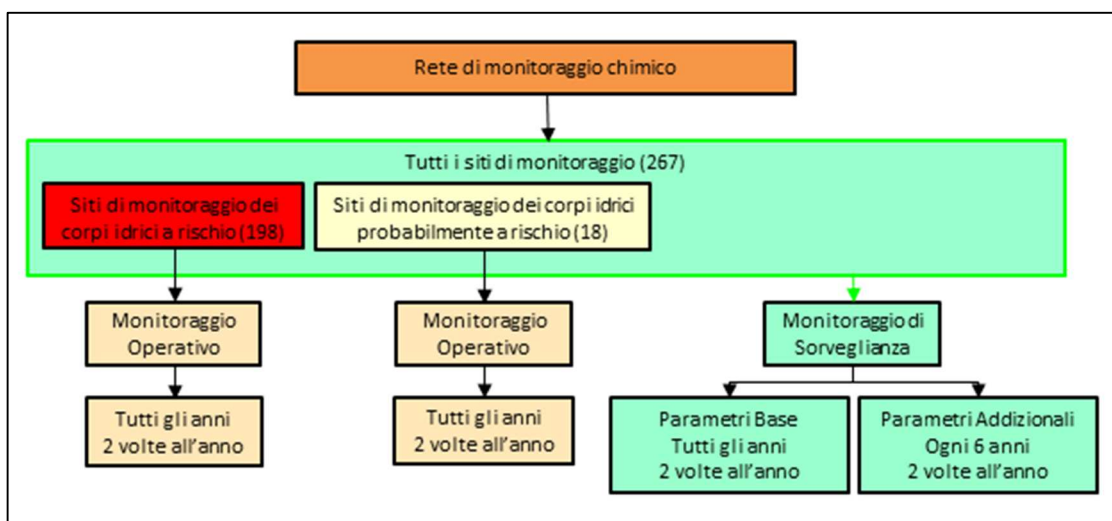 Rete di monitoraggio chimico
Tutti i siti di monitoraggio (267)
Siti di monitoraggio dei
corpi idrici a rischio (198)
Siti di monitoraggio dei corpi idrici
probabilmente a rischio (18)
Monitoraggio
Operativo
Monitoraggio
Operativo
Monitoraggio di
Sorveglianza
Tutti gli anni
2 volte all'anno
Tutti gli anni
2 volte all'anno
Parametri Base
Tutti gli anni
2 volte all'anno
Parametri Addizionali
Ogni 6 anni
2 volte all'anno